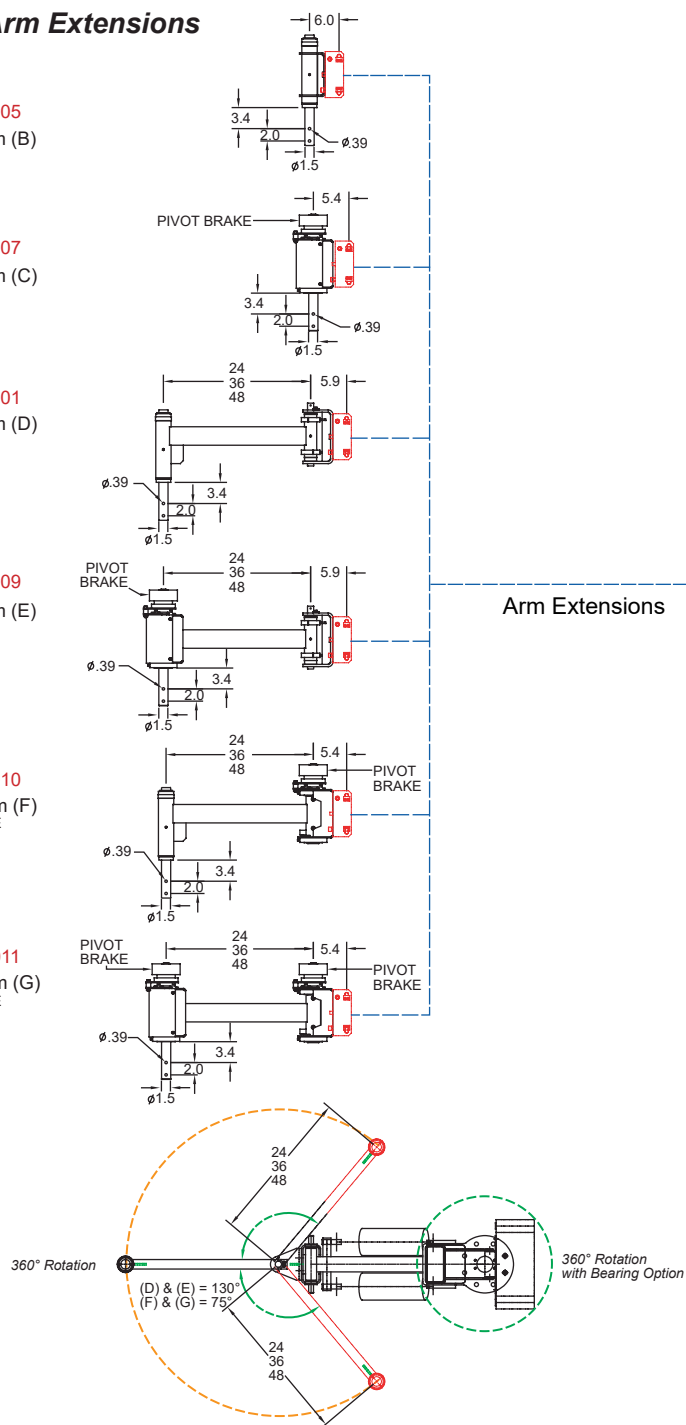 Arm Extensions
6.0
05
(B)
3.4
2.0
ø.39
ø1.5
5.4
PIVOT BRAKE
07
(C)
3.4
2.0
ø.39
ø1.5
24
36
48
5.9
01
(D)
ø.39
3.4
2.0
ø1.5
PIVOT
BRAKE
24
36
48
5.9
09
(E)
Arm Extensions
ø.39
3.4
2.0
ø1.5
24
36
48
5.4
PIVOT
BRAKE
10
(F)
E
ø.39
3.4
2.0
ø1.5
PIVOT
BRAKE
24
36
48
5.4
PIVOT
BRAKE
11
(G)
E
ø.39
3.4
2.0
ø1.5
24
36
48
360° Rotation
(D) & (E) = 130°
(F) & (G) = 75°
360° Rotation
with Bearing Option
24
36
48